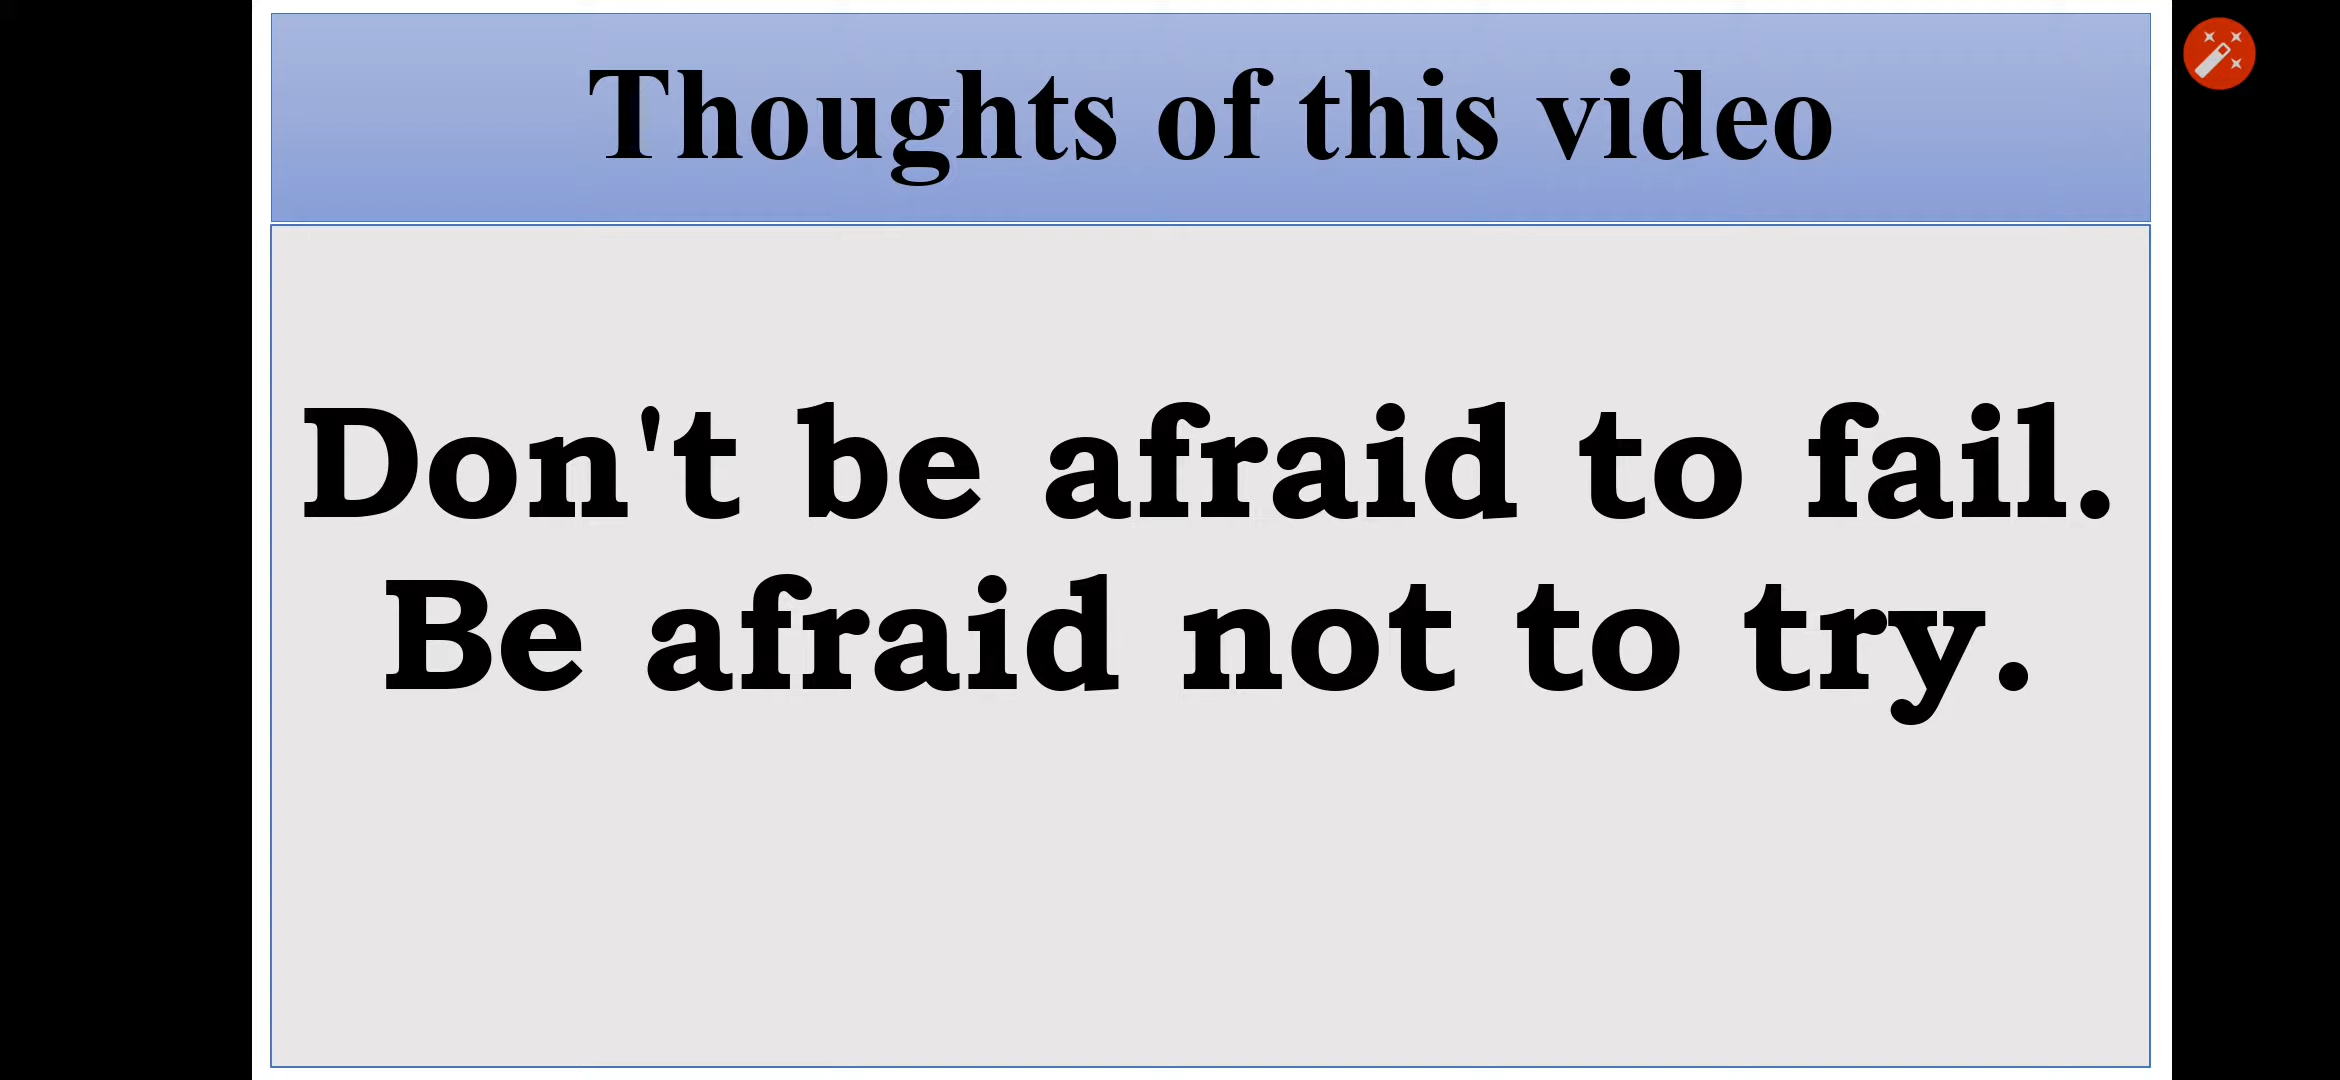 Thoughts of this video
Don't be afraid to fail.
Be afraid not to try.